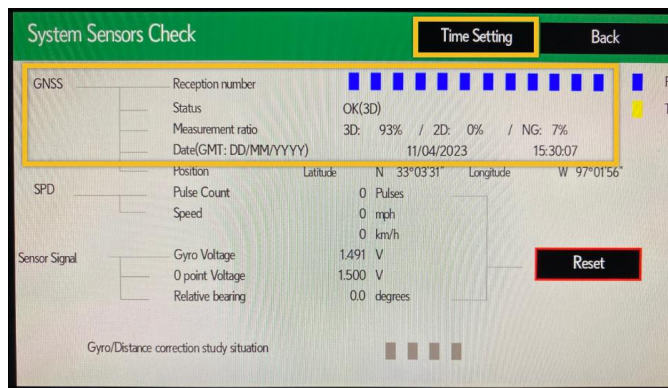 System Sensors Check Time Setting Back
GNSS Reception number
Status OK(3D)
Measurement ratio 3D: 93% / 2D: 0% / NG: 7%
Date(GMT: DD/MM/YYYY) 11/04/2023 15:30:07
Position Latitude N 33°03'31" Longitude W 97°01'56"
SPD Pulse Count 0 Pulses
Speed 0 mph
0 km/h
Sensor Signal Gyro Voltage 1.491 V Reset
0 point Voltage 1.500 V
Relative bearing 0.0 degrees
Gyro/Distance correction study situation